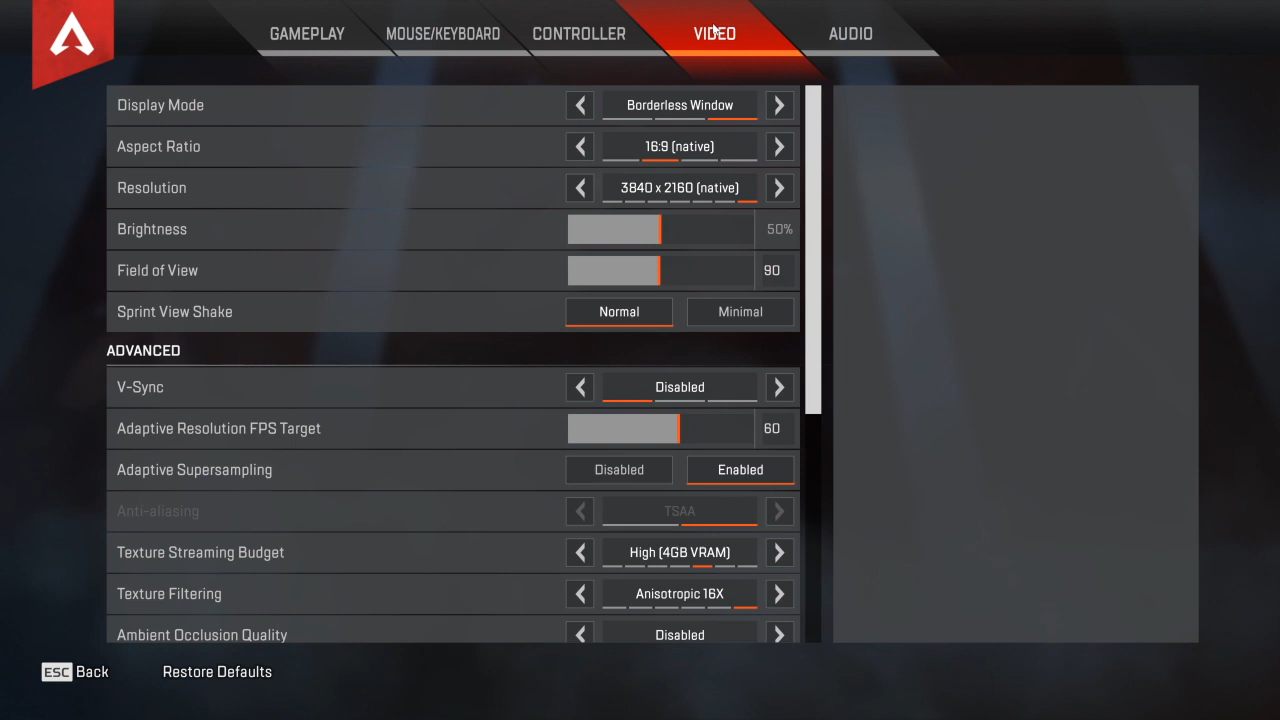 GAMEPLAY MOUSE/KEYBOARD CONTROLLER VIDEO AUDIO
Display Mode Borderless Window
Aspect Ratio 16:9 (native)
Resolution 3840 x 2160 (native)
Brightness 50%
Field of View 90
Sprint View Shake Normal Minimal
ADVANCED
V-Sync Disabled
Adaptive Resolution FPS Target 60
Adaptive Supersampling Disabled Enabled
Anti-aliasing TSAA
Texture Streaming Budget High (4GB VRAM)
Texture Filtering Anisotropic 16X
Ambient Occlusion Quality Disabled
ESC Back Restore Defaults